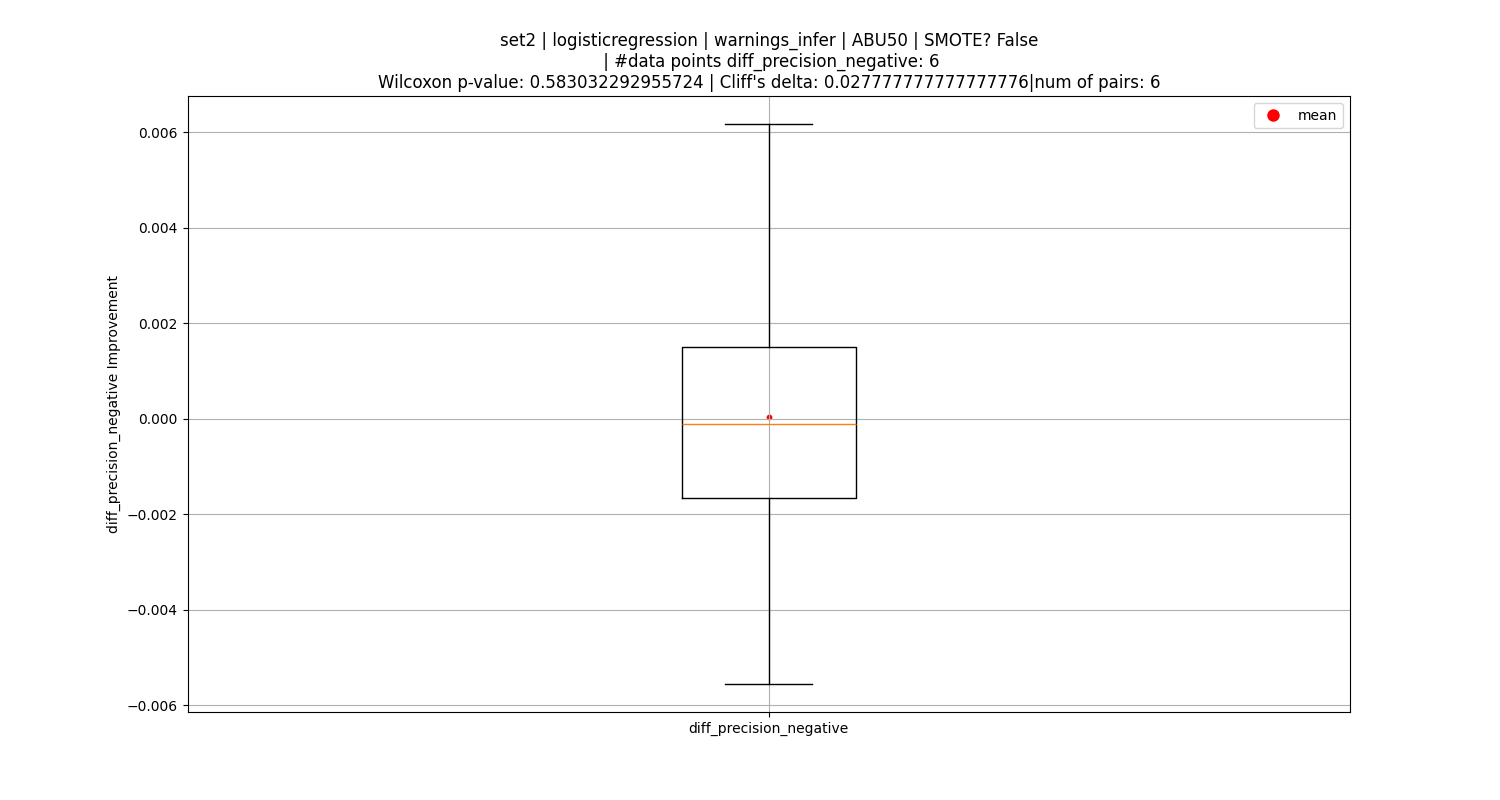 set2 | logisticregression | warnings_infer | ABU50 | SMOTE? False
| #data points diff_precision_negative: 6
Wilcoxon p-value: 0.583032292955724 | Cliff's delta: 0.027777777777777776|num of pairs: 6
mean
0.006
0.004
0.002
0.000
−0.002
−0.004
−0.006
diff_precision_negative Improvement
diff_precision_negative